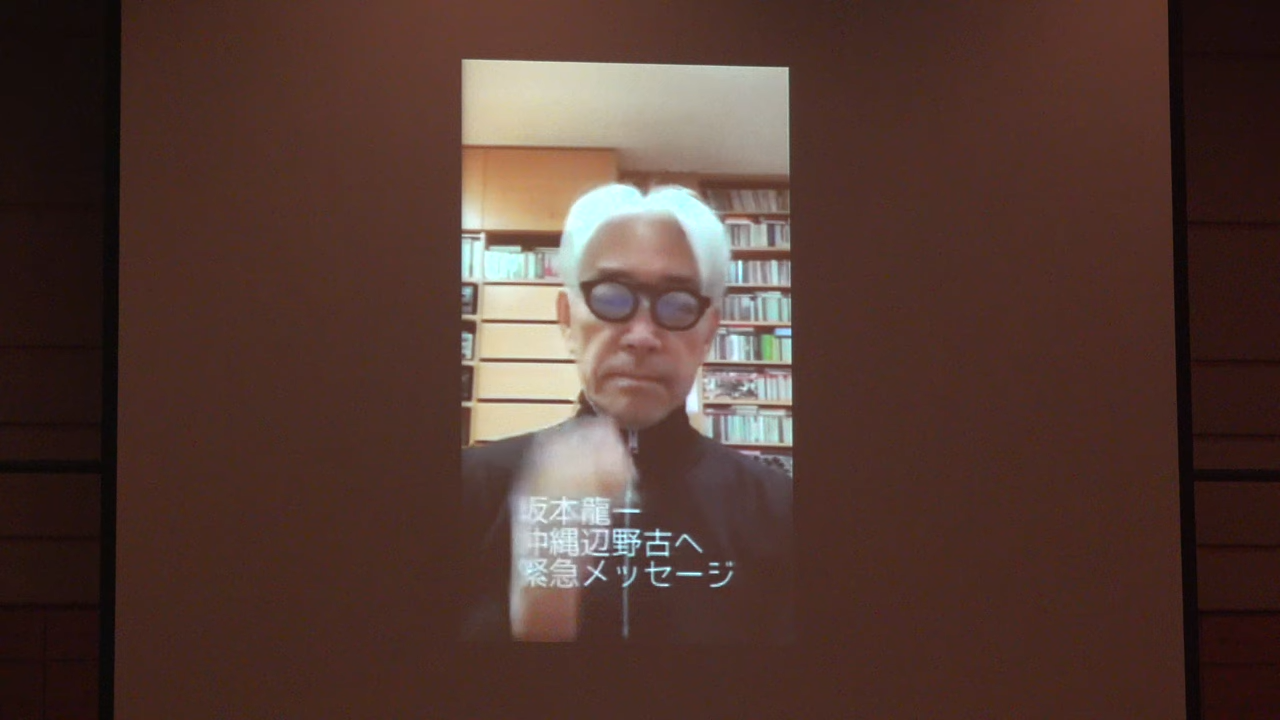 坂本龍一
沖縄辺野古へ
緊急メッセージ